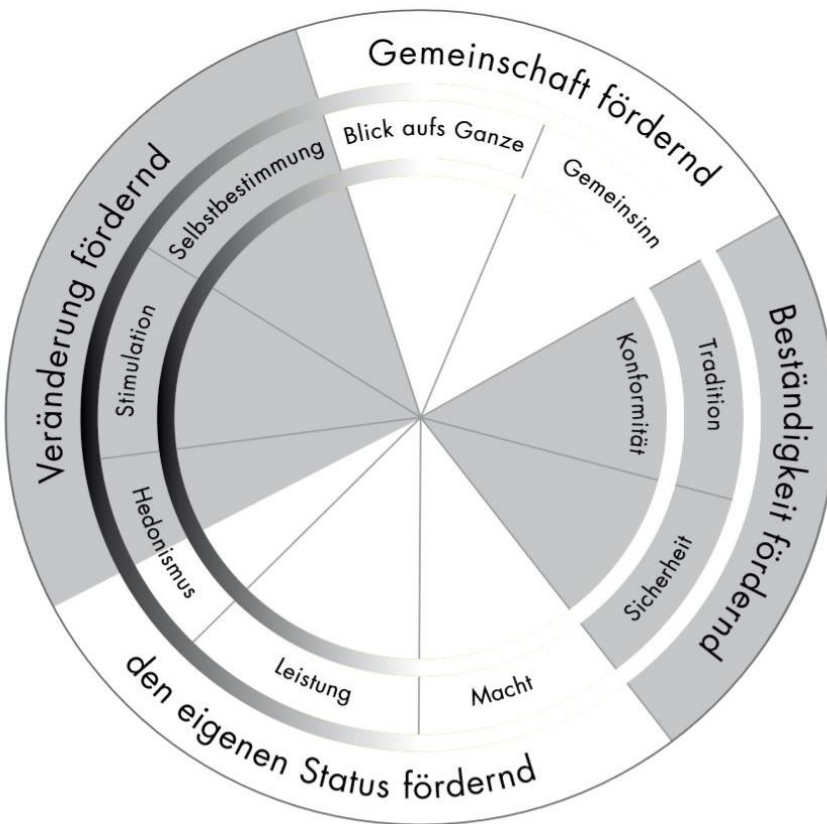 Gemeinschaft fördernd
Blick aufs Ganze
Gemeinsinn
Veränderung fördernd
Selbstbestimmung
Stimulation
Hedonismus
Beständigkeit fördernd
Tradition
Konformität
Sicherheit
Leistung
Macht
den eigenen Status fördernd